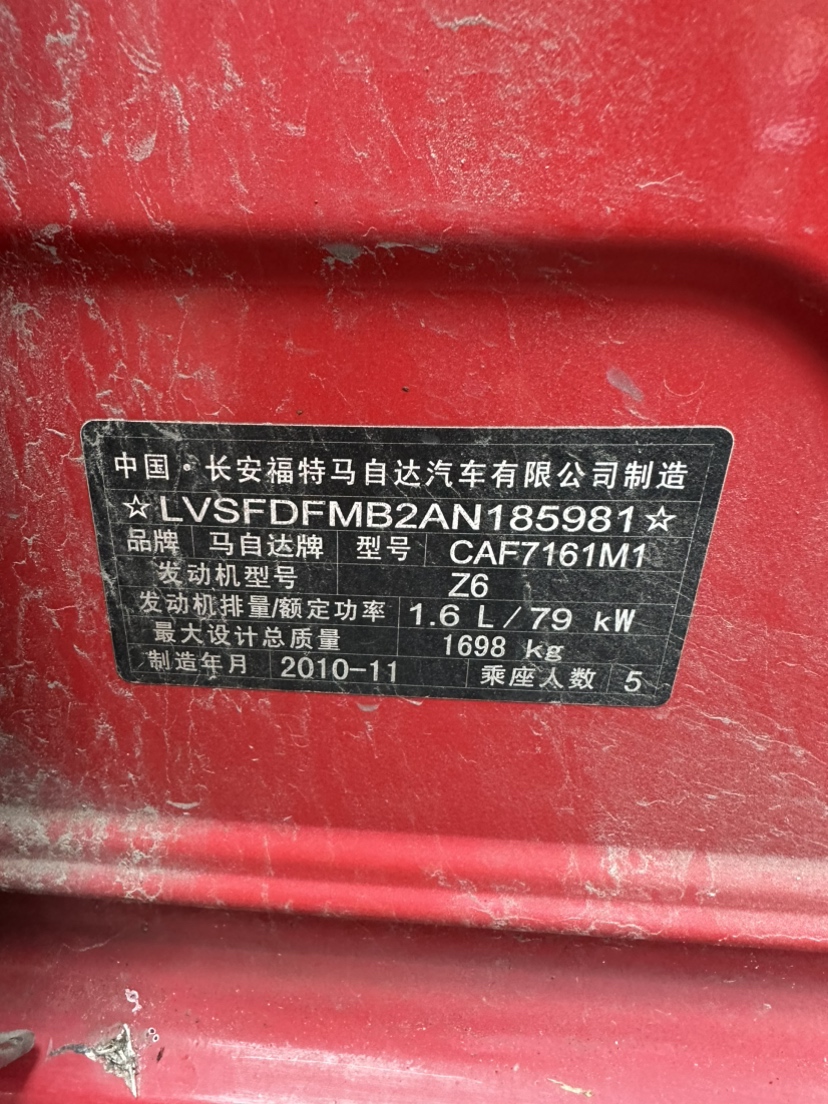 中国·长安福特马自达汽车有限公司制造
☆LVSFDFMB2AN185981☆
品牌 马自达牌 型号 CAF7161M1
发动机型号 Z6
发动机排量/额定功率 1.6 L/79 kW
最大设计总质量 1698 kg
制造年月 2010-11 乘座人数 5